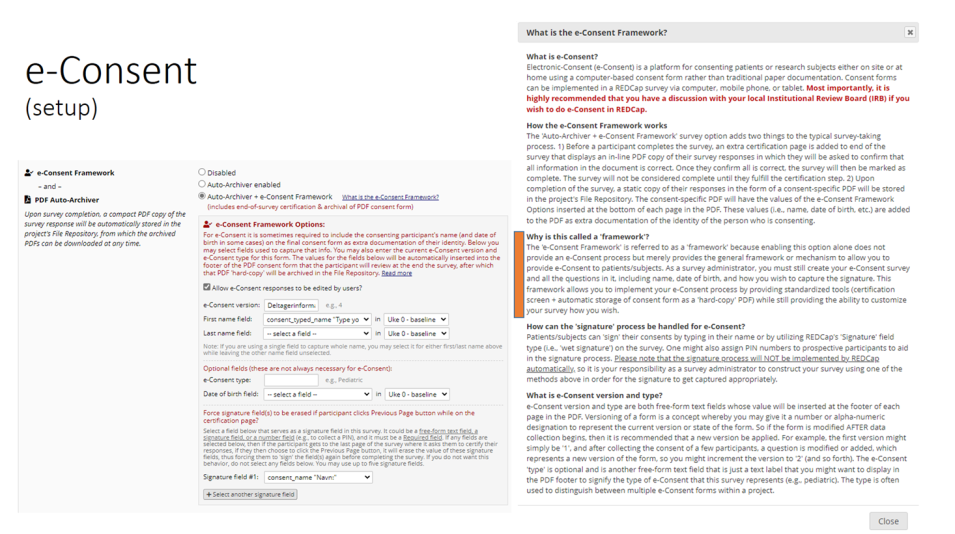 e-Consent
(setup)
e-Consent Framework
– and –
PDF Auto-Archiver
Upon survey completion, a compact PDF copy of the
survey response will be automatically stored in the
project's File Repository, from which the archived
PDFs can be downloaded at any time.
Disabled
Auto-Archiver enabled
Auto-Archiver + e-Consent Framework What is the e-Consent Framework?
(includes end-of-survey certification & archival of PDF consent form)
e-Consent Framework Options:
For e-Consent it is sometimes required to include the consenting participant's name (and date of
birth in some cases) on the final consent form as extra documentation of their identity. Below you
may select fields used to capture that info. You may also enter the current e-Consent version and
e-Consent type for this form. The values for the fields below will be automatically inserted into the
footer of the PDF consent form that the participant will review at the end the survey, after which
that PDF 'hard-copy' will be archived in the File Repository. Read more
Allow e-Consent responses to be edited by users?
e-Consent version: Deltagerinform e.g., 4
First name field: consent_typed_name "Type yo in Uke 0 - baseline
Last name field: -- select a field -- in Uke 0 - baseline
Note: If you are using a single field to capture whole name, you may select it for either first/last name above
while leaving the other name field unselected.
Optional fields (these are not always necessary for e-Consent):
e-Consent type: e.g., Pediatric
Date of birth field: -- select a field -- in Uke 0 - baseline
Force signature field(s) to be erased if participant clicks Previous Page button while on the
certification page?
Select a field below that serves as a signature field in this survey. It could be a free-form text field, a
signature field, or a number field (e.g., to collect a PIN), and it must be a Required field. If any fields are
selected below, then if the participant gets to the last page of the survey where it asks them to certify their
responses, if they then choose to click the Previous Page button, it will erase the value of these signature
fields, thus forcing them to 'sign' the field(s) again before completing the survey. If you do not want this
behavior, do not select any fields below. You may use up to five signature fields.
Signature field #1: consent_name "Navn:"
+ Select another signature field
What is the e-Consent Framework?
What is e-Consent?
Electronic-Consent (e-Consent) is a platform for consenting patients or research subjects either on site or at
home using a computer-based consent form rather than traditional paper documentation. Consent forms
can be implemented in a REDCap survey via computer, mobile phone, or tablet. Most importantly, it is
highly recommended that you have a discussion with your local Institutional Review Board (IRB) if you
wish to do e-Consent in REDCap.
How the e-Consent Framework works
The 'Auto-Archiver + e-Consent Framework' survey option adds two things to the typical survey-taking
process. 1) Before a participant completes the survey, an extra certification page is added to end of the
survey that displays an in-line PDF copy of their survey responses in which they will be asked to confirm that
all information in the document is correct. Once they confirm all is correct, the survey will then be marked as
complete. The survey will not be considered complete until they fulfill the certification step. 2) Upon
completion of the survey, a static copy of their responses in the form of a consent-specific PDF will be stored
in the project's File Repository. The consent-specific PDF will have the values of the e-Consent Framework
Options inserted at the bottom of each page in the PDF. These values (i.e., name, date of birth, etc.) are added
to the PDF as extra documentation of the identity of the person who is consenting.
Why is this called a 'framework'?
The 'e-Consent Framework' is referred to as a 'framework' because enabling this option alone does not
provide an e-Consent process but merely provides the general framework or mechanism to allow you to
provide e-Consent to patients/subjects. As a survey administrator, you must still create your e-Consent survey
and all the questions in it, including name, date of birth, and how you wish to capture the signature. This
framework allows you to implement your e-Consent process by providing standardized tools (certification
screen + automatic storage of consent form as a 'hard-copy' PDF) while still providing the ability to customize
your survey how you wish.
How can the 'signature' process be handled for e-Consent?
Patients/subjects can 'sign' their consents by typing in their name or by utilizing REDCap's 'Signature' field
type (i.e., 'wet signature') on the survey. One might also assign PIN numbers to prospective participants to aid
in the signature process. Please note that the signature process will NOT be implemented by REDCap
automatically, so it is your responsibility as a survey administrator to construct your survey using one of the
methods above in order for the signature to get captured appropriately.
What is e-Consent version and type?
e-Consent version and type are both free-form text fields whose value will be inserted at the footer of each
page in the PDF. Versioning of a form is a concept whereby you may give it a number or alpha-numeric
designation to represent the current version or state of the form. So if the form is modified AFTER data
collection begins, then it is recommended that a new version be applied. For example, the first version might
simply be '1', and after collecting the consent of a few participants, a question is modified or added, which
represents a new version of the form, so you might increment the version to '2' (and so forth). The e-Consent
'type' is optional and is another free-form text field that is just a text label that you might want to display in
the PDF footer to signify the type of e-Consent that this survey represents (e.g., pediatric). The type is often
used to distinguish between multiple e-Consent forms within a project.
Close